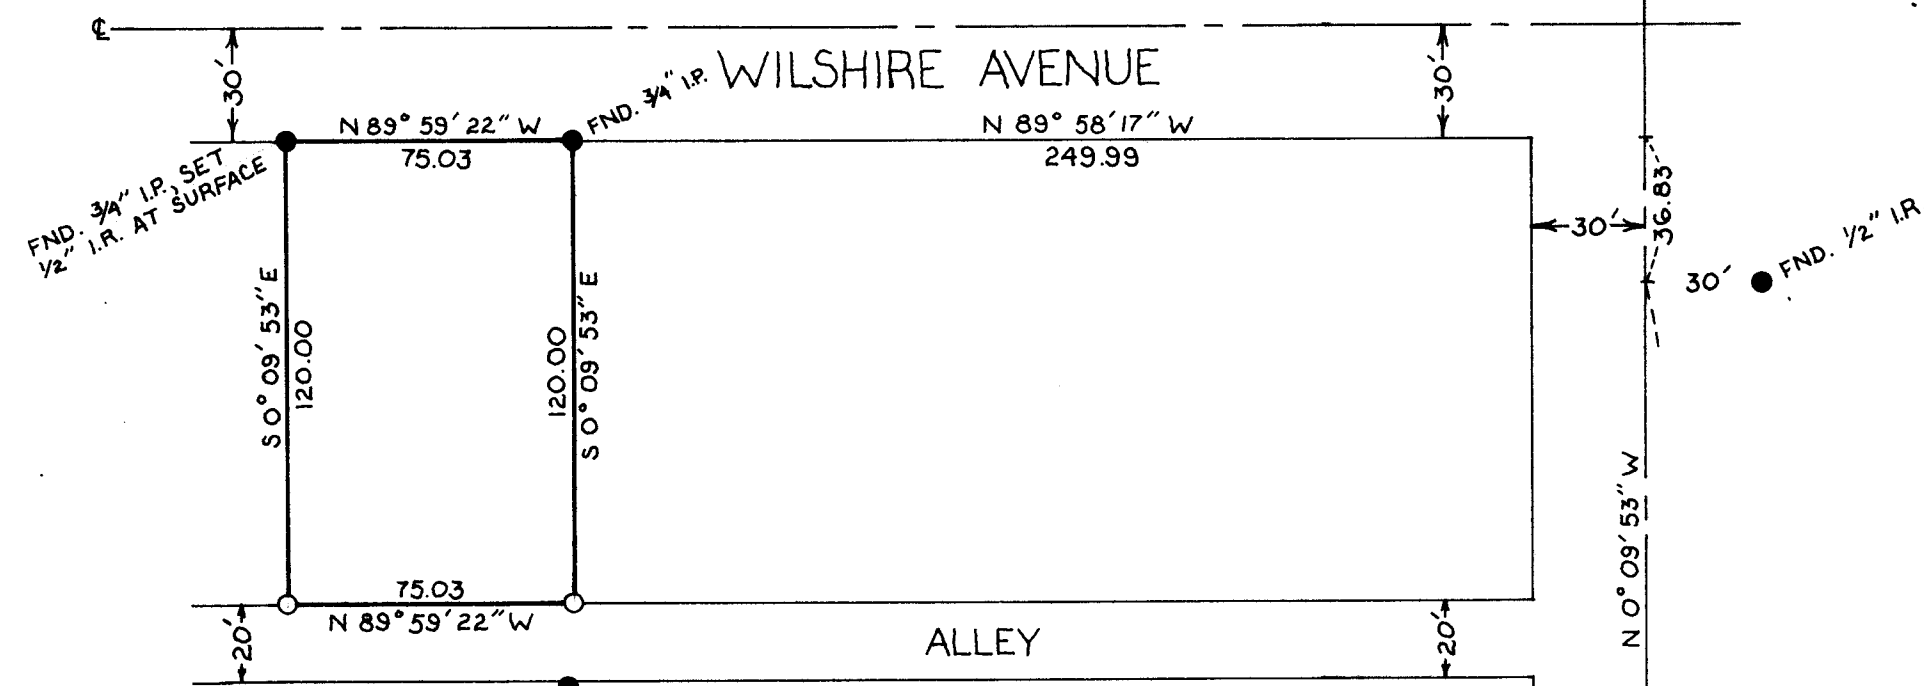 ℄
30'
WILSHIRE AVENUE
30'
FND. 3/4" I.P.
N 89° 59' 22" W
75.03
N 89° 58' 17" W
249.99
FND. 3/4" I.P., SET
1/2" I.R. AT SURFACE
36.83
30'
30'
FND. 1/2" I.R
S 0° 09' 53" E
120.00
120.00
S 0° 09' 53" E
N 0° 09' 53" W
75.03
N 89° 59' 22" W
20'
ALLEY
20'